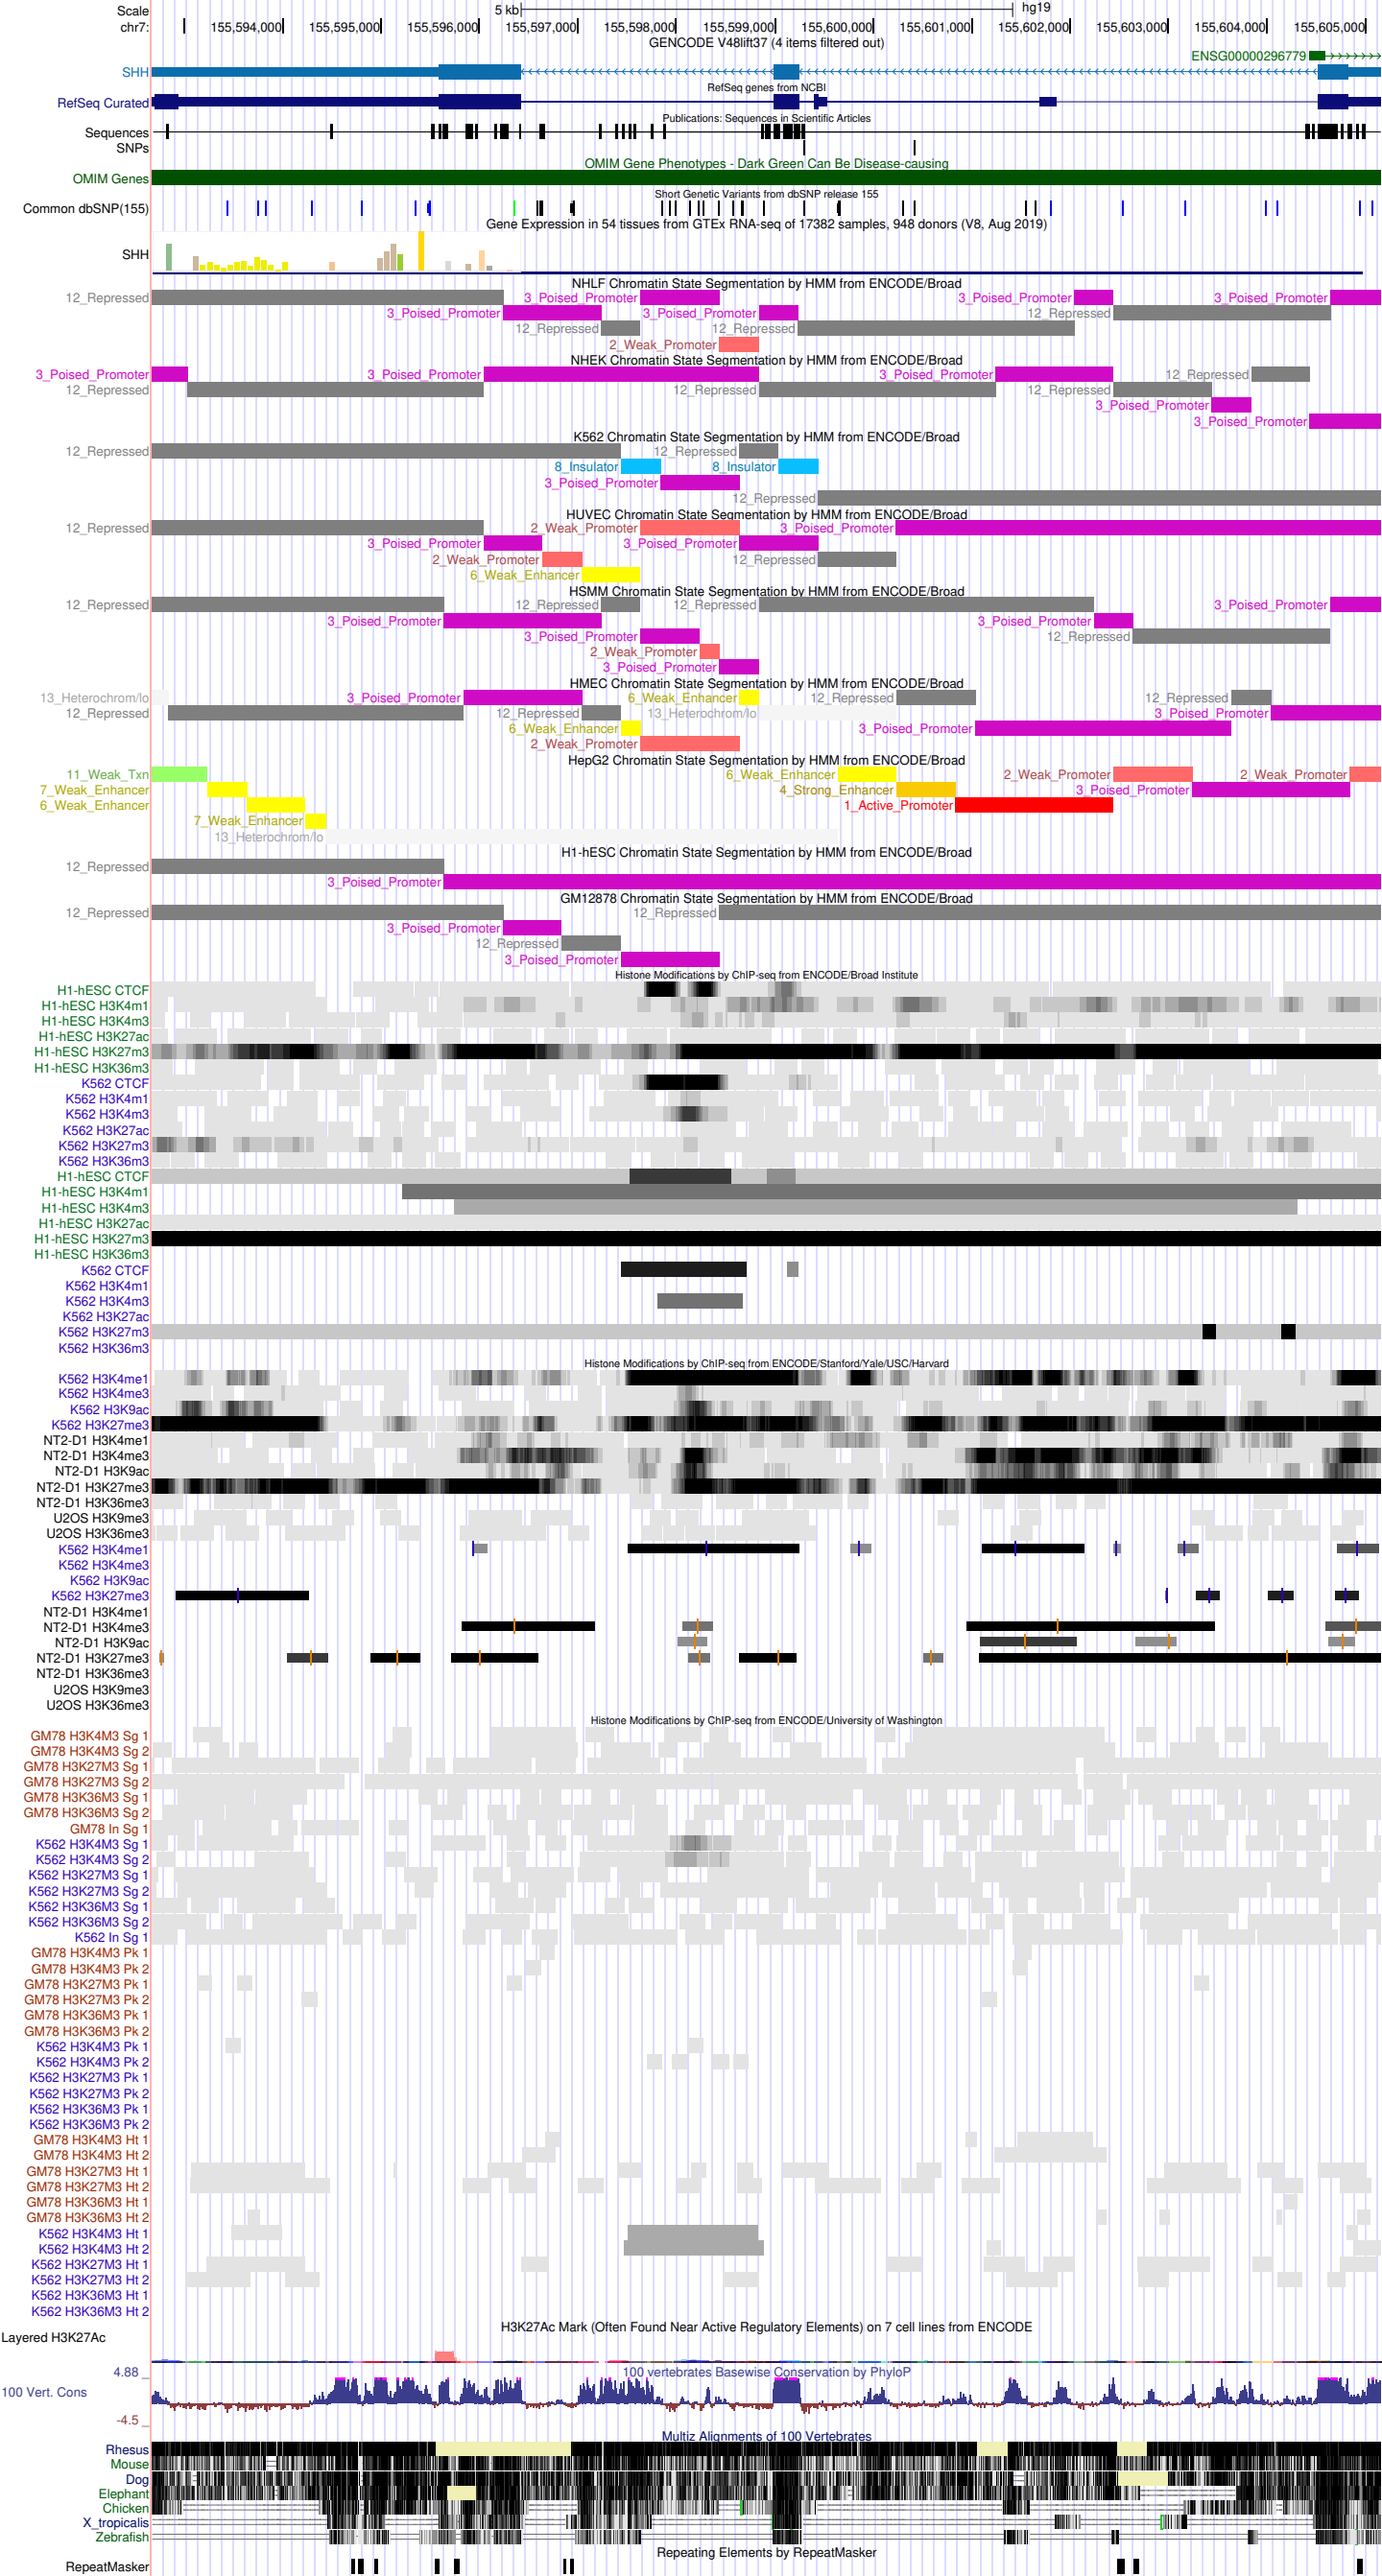 Scale 5 kb hg19
chr7: 155,594,000 155,595,000 155,596,000 155,597,000 155,598,000 155,599,000 155,600,000 155,601,000 155,602,000 155,603,000 155,604,000 155,605,000
GENCODE V48lift37 (4 items filtered out)
ENSG00000296779
SHH
RefSeq genes from NCBI
RefSeq Curated
Publications: Sequences in Scientific Articles
Sequences
SNPs
OMIM Gene Phenotypes - Dark Green Can Be Disease-causing
OMIM Genes
Short Genetic Variants from dbSNP release 155
Common dbSNP(155)
Gene Expression in 54 tissues from GTEx RNA-seq of 17382 samples, 948 donors (V8, Aug 2019)
SHH
NHLF Chromatin State Segmentation by HMM from ENCODE/Broad
12_Repressed 3_Poised_Promoter 3_Poised_Promoter 3_Poised_Promoter
3_Poised_Promoter 3_Poised_Promoter 12_Repressed
12_Repressed 12_Repressed
2_Weak_Promoter
NHEK Chromatin State Segmentation by HMM from ENCODE/Broad
3_Poised_Promoter 3_Poised_Promoter 3_Poised_Promoter 12_Repressed
12_Repressed 12_Repressed 12_Repressed
3_Poised_Promoter
3_Poised_Promoter
K562 Chromatin State Segmentation by HMM from ENCODE/Broad
12_Repressed 12_Repressed
8_Insulator 8_Insulator
3_Poised_Promoter
12_Repressed
HUVEC Chromatin State Segmentation by HMM from ENCODE/Broad
12_Repressed 2_Weak_Promoter 3_Poised_Promoter
3_Poised_Promoter 3_Poised_Promoter
2_Weak_Promoter 12_Repressed
6_Weak_Enhancer
HSMM Chromatin State Segmentation by HMM from ENCODE/Broad
12_Repressed 12_Repressed 12_Repressed 3_Poised_Promoter
3_Poised_Promoter 3_Poised_Promoter
3_Poised_Promoter 12_Repressed
2_Weak_Promoter
3_Poised_Promoter
HMEC Chromatin State Segmentation by HMM from ENCODE/Broad
13_Heterochrom/lo 3_Poised_Promoter 6_Weak_Enhancer 12_Repressed 12_Repressed
12_Repressed 12_Repressed 13_Heterochrom/lo 3_Poised_Promoter
6_Weak_Enhancer 3_Poised_Promoter
2_Weak_Promoter
HepG2 Chromatin State Segmentation by HMM from ENCODE/Broad
11_Weak_Txn 6_Weak_Enhancer 2_Weak_Promoter 2_Weak_Promoter
7_Weak_Enhancer 4_Strong_Enhancer 3_Poised_Promoter
6_Weak_Enhancer 1_Active_Promoter
7_Weak_Enhancer
13_Heterochrom/lo
H1-hESC Chromatin State Segmentation by HMM from ENCODE/Broad
12_Repressed
3_Poised_Promoter
GM12878 Chromatin State Segmentation by HMM from ENCODE/Broad
12_Repressed 12_Repressed
3_Poised_Promoter
12_Repressed
3_Poised_Promoter
Histone Modifications by ChIP-seq from ENCODE/Broad Institute
H1-hESC CTCF
H1-hESC H3K4m1
H1-hESC H3K4m3
H1-hESC H3K27ac
H1-hESC H3K27m3
H1-hESC H3K36m3
K562 CTCF
K562 H3K4m1
K562 H3K4m3
K562 H3K27ac
K562 H3K27m3
K562 H3K36m3
H1-hESC CTCF
H1-hESC H3K4m1
H1-hESC H3K4m3
H1-hESC H3K27ac
H1-hESC H3K27m3
H1-hESC H3K36m3
K562 CTCF
K562 H3K4m1
K562 H3K4m3
K562 H3K27ac
K562 H3K27m3
K562 H3K36m3
Histone Modifications by ChIP-seq from ENCODE/Stanford/Yale/USC/Harvard
K562 H3K4me1
K562 H3K4me3
K562 H3K9ac
K562 H3K27me3
NT2-D1 H3K4me1
NT2-D1 H3K4me3
NT2-D1 H3K9ac
NT2-D1 H3K27me3
NT2-D1 H3K36me3
U2OS H3K9me3
U2OS H3K36me3
K562 H3K4me1
K562 H3K4me3
K562 H3K9ac
K562 H3K27me3
NT2-D1 H3K4me1
NT2-D1 H3K4me3
NT2-D1 H3K9ac
NT2-D1 H3K27me3
NT2-D1 H3K36me3
U2OS H3K9me3
U2OS H3K36me3
Histone Modifications by ChIP-seq from ENCODE/University of Washington
GM78 H3K4M3 Sg 1
GM78 H3K4M3 Sg 2
GM78 H3K27M3 Sg 1
GM78 H3K27M3 Sg 2
GM78 H3K36M3 Sg 1
GM78 H3K36M3 Sg 2
GM78 In Sg 1
K562 H3K4M3 Sg 1
K562 H3K4M3 Sg 2
K562 H3K27M3 Sg 1
K562 H3K27M3 Sg 2
K562 H3K36M3 Sg 1
K562 H3K36M3 Sg 2
K562 In Sg 1
GM78 H3K4M3 Pk 1
GM78 H3K4M3 Pk 2
GM78 H3K27M3 Pk 1
GM78 H3K27M3 Pk 2
GM78 H3K36M3 Pk 1
GM78 H3K36M3 Pk 2
K562 H3K4M3 Pk 1
K562 H3K4M3 Pk 2
K562 H3K27M3 Pk 1
K562 H3K27M3 Pk 2
K562 H3K36M3 Pk 1
K562 H3K36M3 Pk 2
GM78 H3K4M3 Ht 1
GM78 H3K4M3 Ht 2
GM78 H3K27M3 Ht 1
GM78 H3K27M3 Ht 2
GM78 H3K36M3 Ht 1
GM78 H3K36M3 Ht 2
K562 H3K4M3 Ht 1
K562 H3K4M3 Ht 2
K562 H3K27M3 Ht 1
K562 H3K27M3 Ht 2
K562 H3K36M3 Ht 1
K562 H3K36M3 Ht 2
H3K27Ac Mark (Often Found Near Active Regulatory Elements) on 7 cell lines from ENCODE
Layered H3K27Ac
100 vertebrates Basewise Conservation by PhyloP
4.88
100 Vert. Cons
-4.5
Multiz Alignments of 100 Vertebrates
Rhesus
Mouse
Dog
Elephant
Chicken
X_tropicalis
Zebrafish
Repeating Elements by RepeatMasker
RepeatMasker